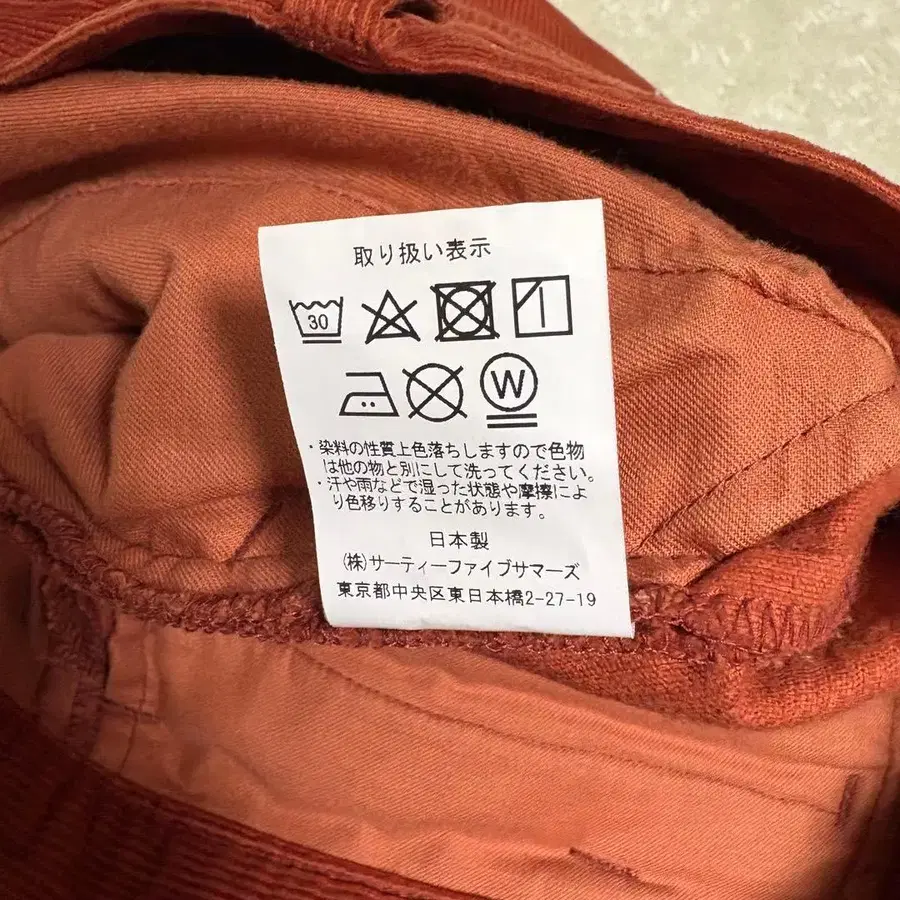 取り扱い表示
30
W
・染料の性質上色落ちしますので色物
は他の物と別にして洗ってください。
・汗や雨などで湿った状態や摩擦によ
り色移りすることがあります。
日本製
(株)サーティーファイブサマーズ
東京都中央区東日本橋2-27-19